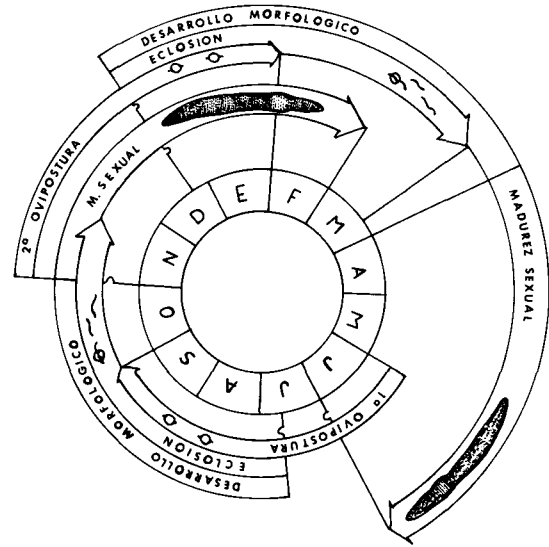 DESARROLLO MORFOLOGICO
ECLOSION
2º OVIPOSTURA
M. SEXUAL
MADUREZ SEXUAL
E
F
M
A
M
J
J
A
S
O
N
D
1º OVIPOSTURA
ECLOSION
DESARROLLO MORFOLOGICO